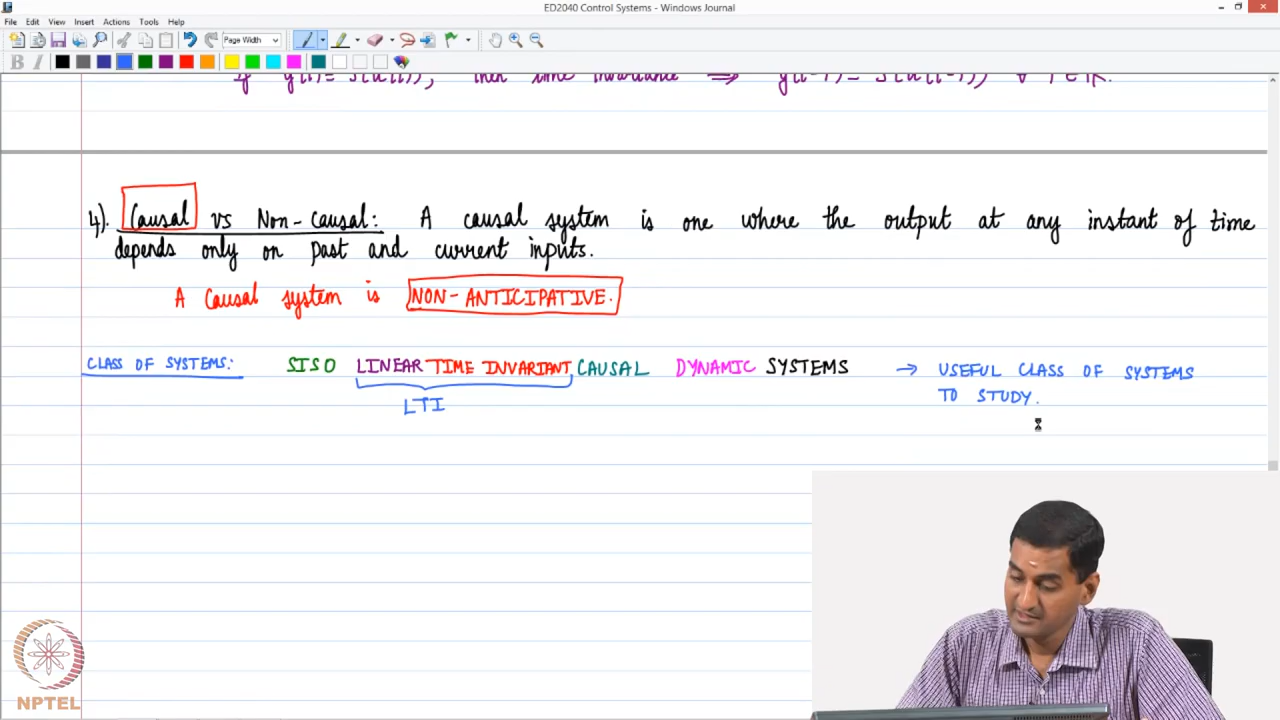 ED2040 Control Systems - Windows Journal
File Edit View Insert Actions Tools Help
Page Width
then time invariance ⟹
4). Causal vs Non-Causal: A causal system is one where the output at any instant of time
depends only on past and current inputs.
A causal system is NON-ANTICIPATIVE.
CLASS OF SYSTEMS: SISO LINEAR TIME INVARIANT CAUSAL DYNAMIC SYSTEMS → USEFUL CLASS OF SYSTEMS
TO STUDY.
LTI
NPTEL